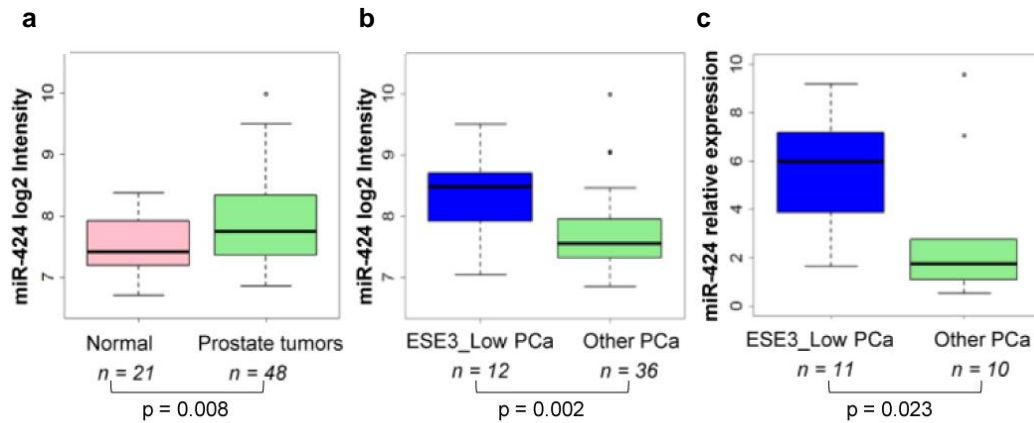 a
miR-424 log2 Intensity
10
9
8
7
Normal
Prostate tumors
n = 21
n = 48
p = 0.008
b
miR-424 log2 Intensity
10
9
8
7
ESE3_Low PCa
Other PCa
n = 12
n = 36
p = 0.002
c
miR-424 relative expression
10
8
6
4
2
0
ESE3_Low PCa
Other PCa
n = 11
n = 10
p = 0.023